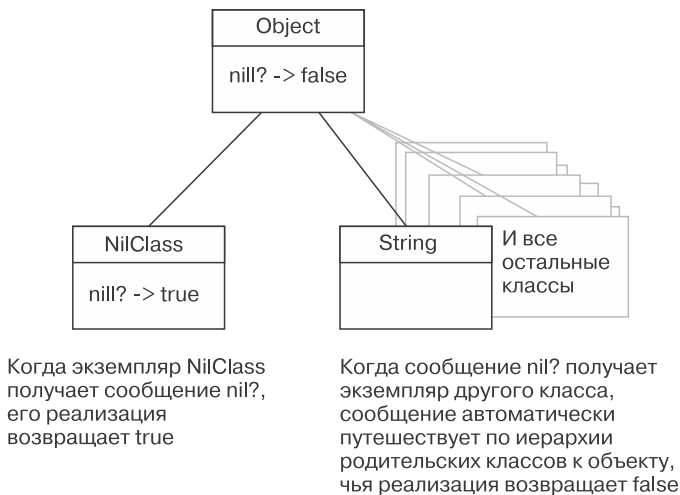 Object
nill? -> false
NilClass
nill? -> true
String
И все
остальные
классы
Когда экземпляр NilClass
получает сообщение nil?,
его реализация
возвращает true
Когда сообщение nil? получает
экземпляр другого класса,
сообщение автоматически
путешествует по иерархии
родительских классов к объекту,
чья реализация возвращает false